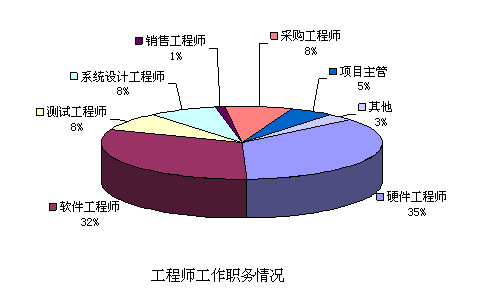 销售工程师
1%
采购工程师
8%
系统设计工程师
8%
项目主管
5%
测试工程师
8%
其他
3%
软件工程师
32%
硬件工程师
35%
工程师工作职务情况